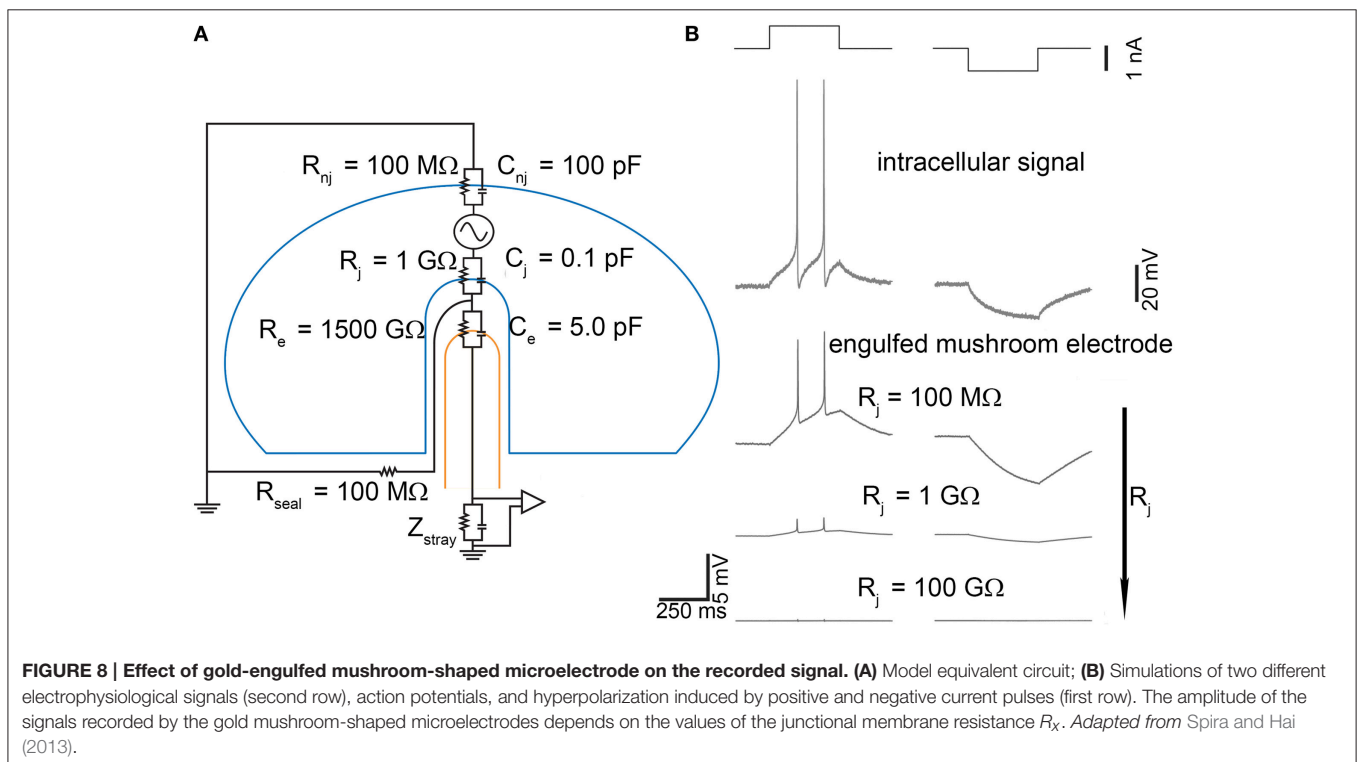 A
B
1 nA
R_nj = 100 MΩ
C_nj = 100 pF
intracellular signal
R_j = 1 GΩ
C_j = 0.1 pF
20 mV
R_e = 1500 GΩ
C_e = 5.0 pF
engulfed mushroom electrode
R_j = 100 MΩ
R_seal = 100 MΩ
R_j = 1 GΩ
R_j
Z_stray
R_j = 100 GΩ
5 mV
250 ms
FIGURE 8 | Effect of gold-engulfed mushroom-shaped microelectrode on the recorded signal. (A) Model equivalent circuit; (B) Simulations of two different
electrophysiological signals (second row), action potentials, and hyperpolarization induced by positive and negative current pulses (first row). The amplitude of the
signals recorded by the gold mushroom-shaped microelectrodes depends on the values of the junctional membrane resistance R_X. Adapted from Spira and Hai
(2013).